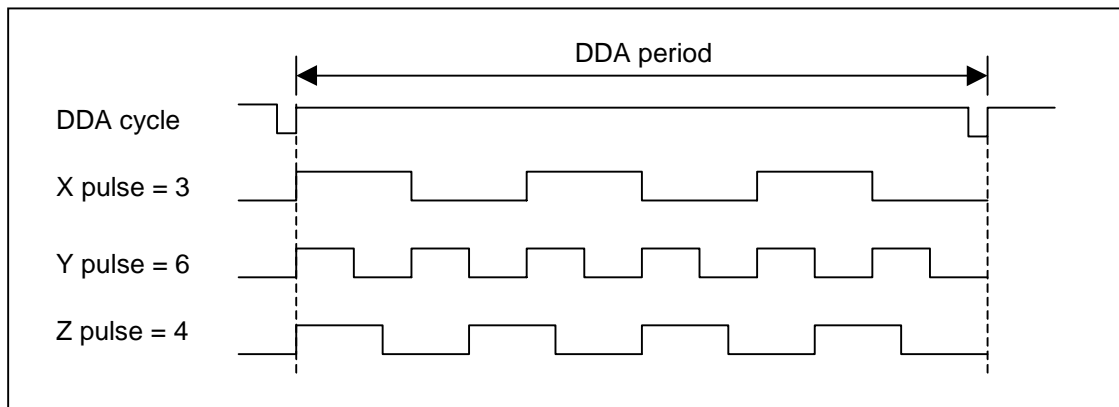 DDA period
DDA cycle
X pulse = 3
Y pulse = 6
Z pulse = 4